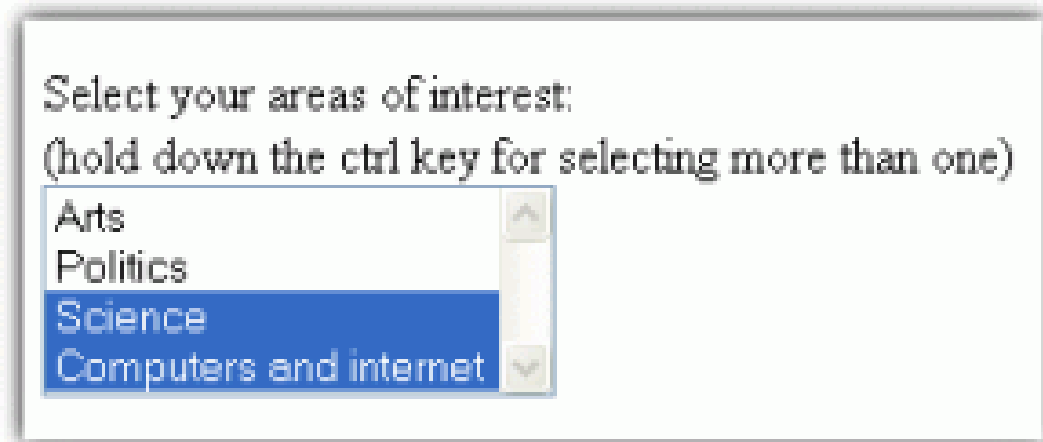 Select your areas of interest:
(hold down the ctrl key for selecting more than one)
Arts
Politics
Science
Computers and internet